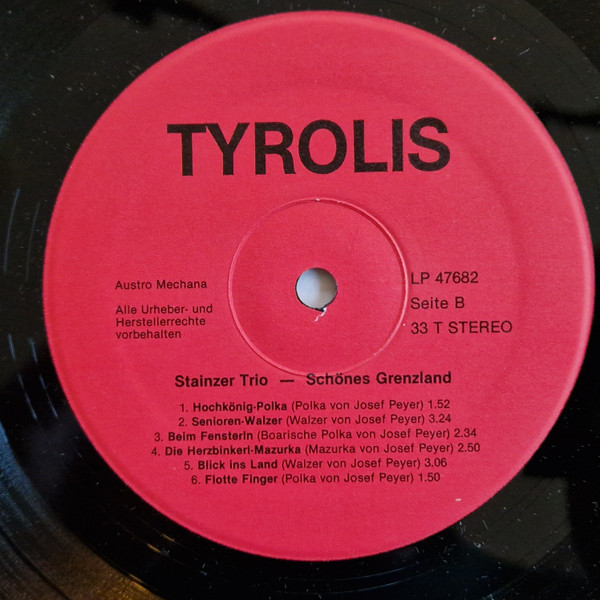 TYROLIS
Austro Mechana
Alle Urheber- und
Herstellerrechte
vorbehalten
LP 47682
Seite B
33 T STEREO
Stainzer Trio — Schönes Grenzland
1. Hochkönig-Polka (Polka von Josef Peyer) 1.52
2. Senioren-Walzer (Walzer von Josef Peyer) 3.24
3. Beim Fensterln (Boarische Polka von Josef Peyer) 2.34
4. Die Herzbinkerl-Mazurka (Mazurka von Josef Peyer) 2.50
5. Blick ins Land (Walzer von Josef Peyer) 3.06
6. Flotte Finger (Polka von Josef Peyer) 1.50